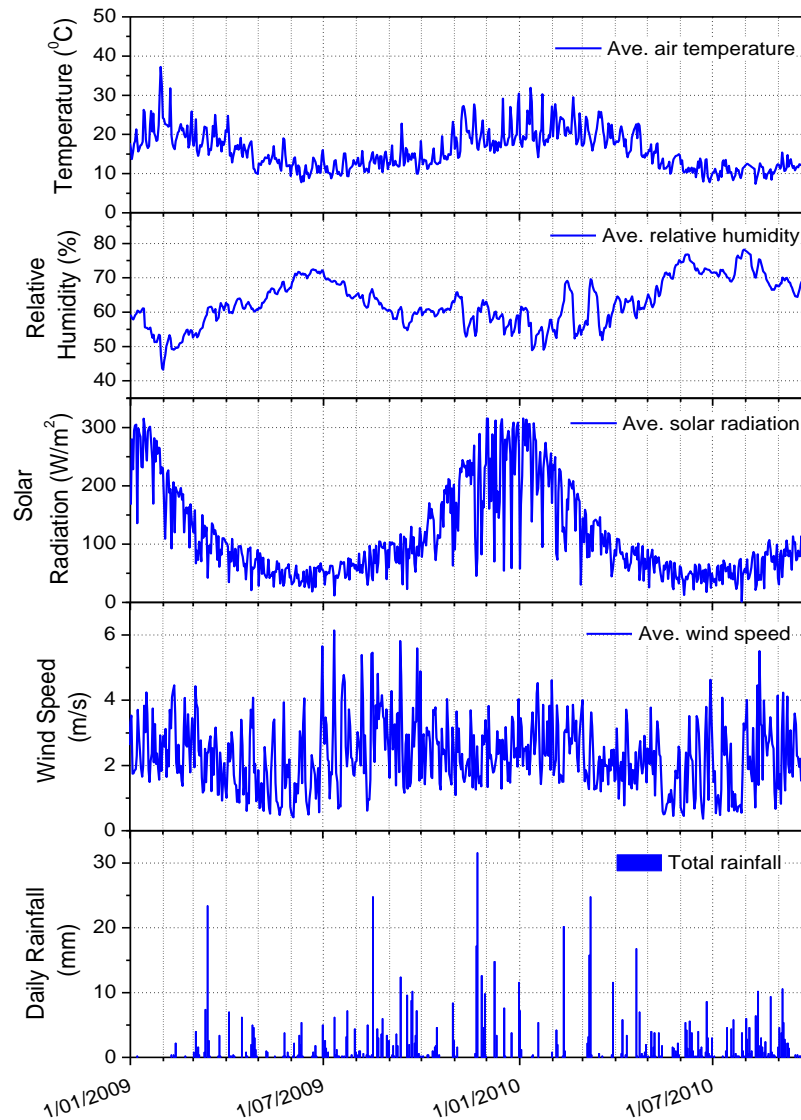 50
40
30
20
10
0
Temperature (⁰C)
Ave. air temperature
80
70
60
50
40
Relative
Humidity (%)
Ave. relative humidity
300
200
100
0
Solar
Radiation (W/m²)
Ave. solar radiation
6
4
2
0
Wind Speed
(m/s)
Ave. wind speed
30
20
10
0
Daily Rainfall
(mm)
Total rainfall
1/01/2009
1/07/2009
1/01/2010
1/07/2010